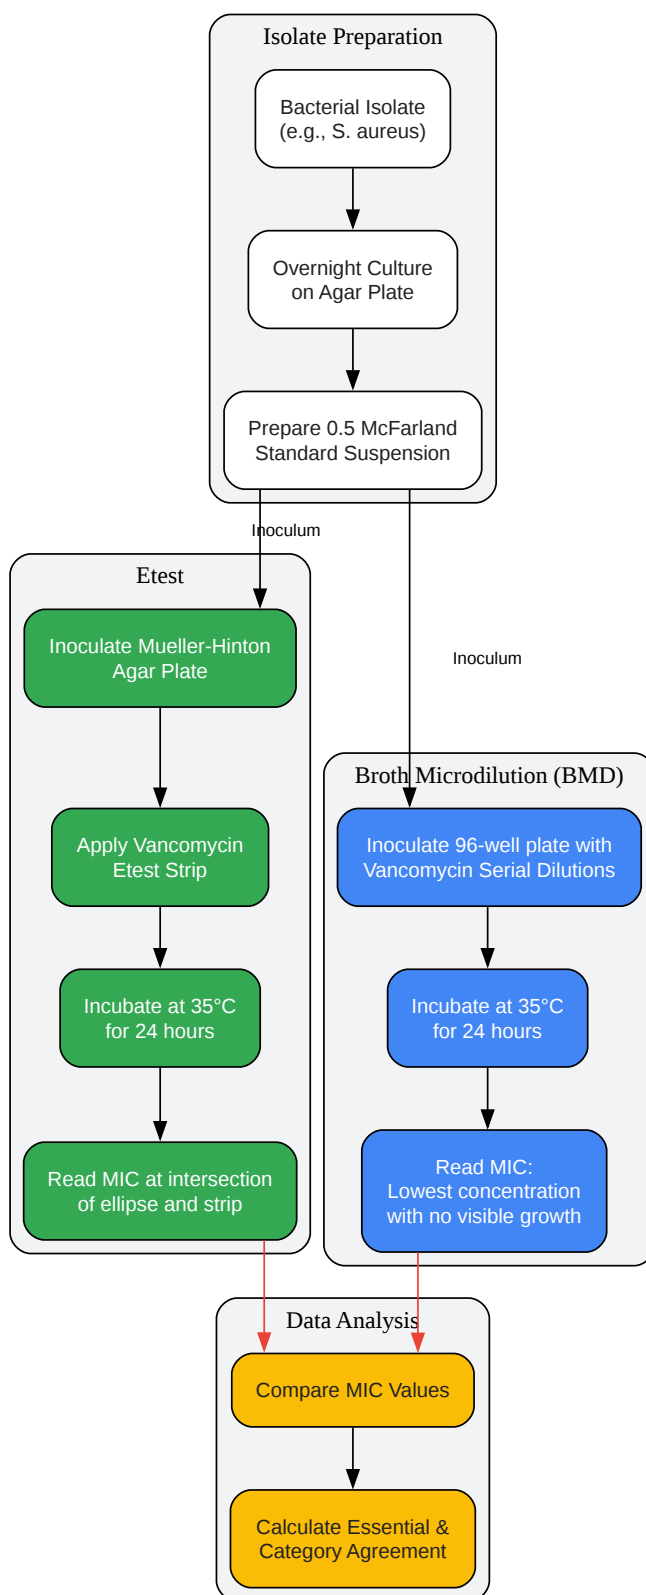 Isolate Preparation
Bacterial Isolate
(e.g., S. aureus)
Overnight Culture
on Agar Plate
Prepare 0.5 McFarland
Standard Suspension
Inoculum
Inoculum
Etest
Inoculate Mueller-Hinton
Agar Plate
Apply Vancomycin
Etest Strip
Incubate at 35°C
for 24 hours
Read MIC at intersection
of ellipse and strip
Broth Microdilution (BMD)
Inoculate 96-well plate with
Vancomycin Serial Dilutions
Incubate at 35°C
for 24 hours
Read MIC:
Lowest concentration
with no visible growth
Data Analysis
Compare MIC Values
Calculate Essential &
Category Agreement